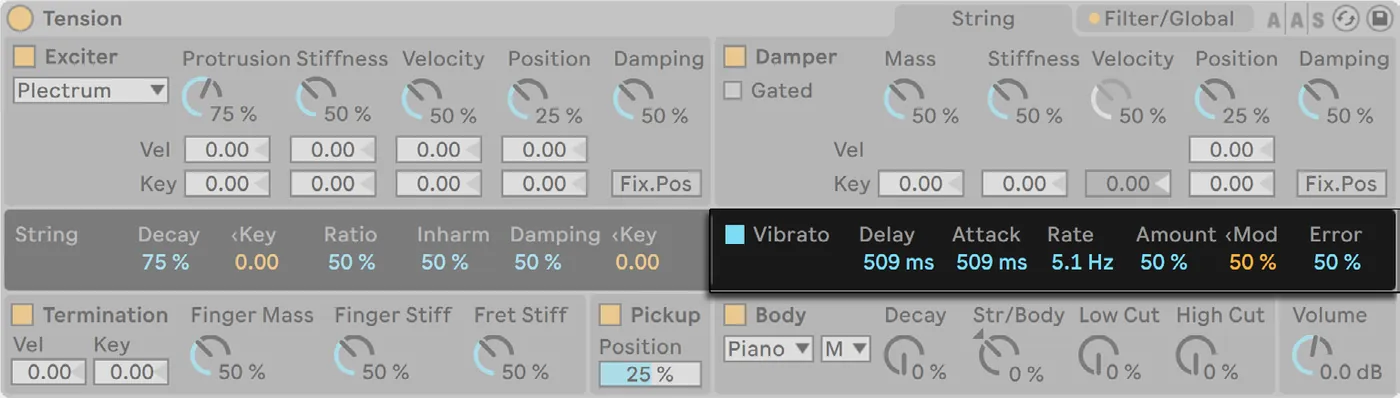 Tension String Filter/Global AAS
Exciter Protrusion Stiffness Velocity Position Damping
Plectrum 75 % 50 % 50 % 25 % 50 %
Vel 0.00 0.00 0.00 0.00
Key 0.00 0.00 0.00 0.00 Fix.Pos
Damper Mass Stiffness Velocity Position Damping
Gated 50 % 50 % 50 % 25 % 50 %
Vel 0.00
Key 0.00 0.00 0.00 0.00 Fix.Pos
String Decay ‹Key Ratio Inharm Damping ‹Key
75 % 0.00 50 % 50 % 50 % 0.00
Vibrato Delay Attack Rate Amount ‹Mod Error
509 ms 509 ms 5.1 Hz 50 % 50 % 50 %
Termination Finger Mass Finger Stiff Fret Stiff
Vel Key
0.00 0.00 50 % 50 % 50 %
Pickup
Position
25 %
Body Decay Str/Body Low Cut High Cut Volume
Piano M 0 % 0 % 0 % 0 % 0.0 dB